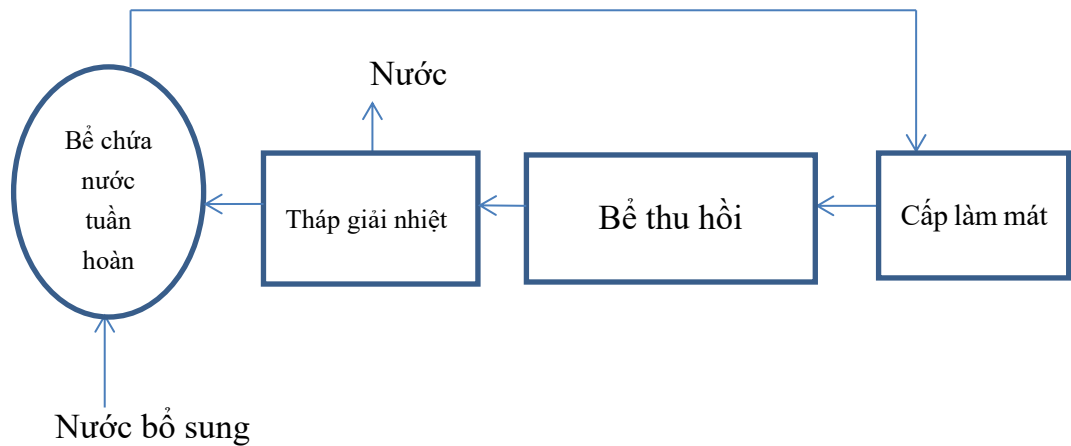 Nước
Bể chứa
nước
tuần
hoàn
Tháp giải nhiệt
Bể thu hồi
Cấp làm mát
Nước bổ sung